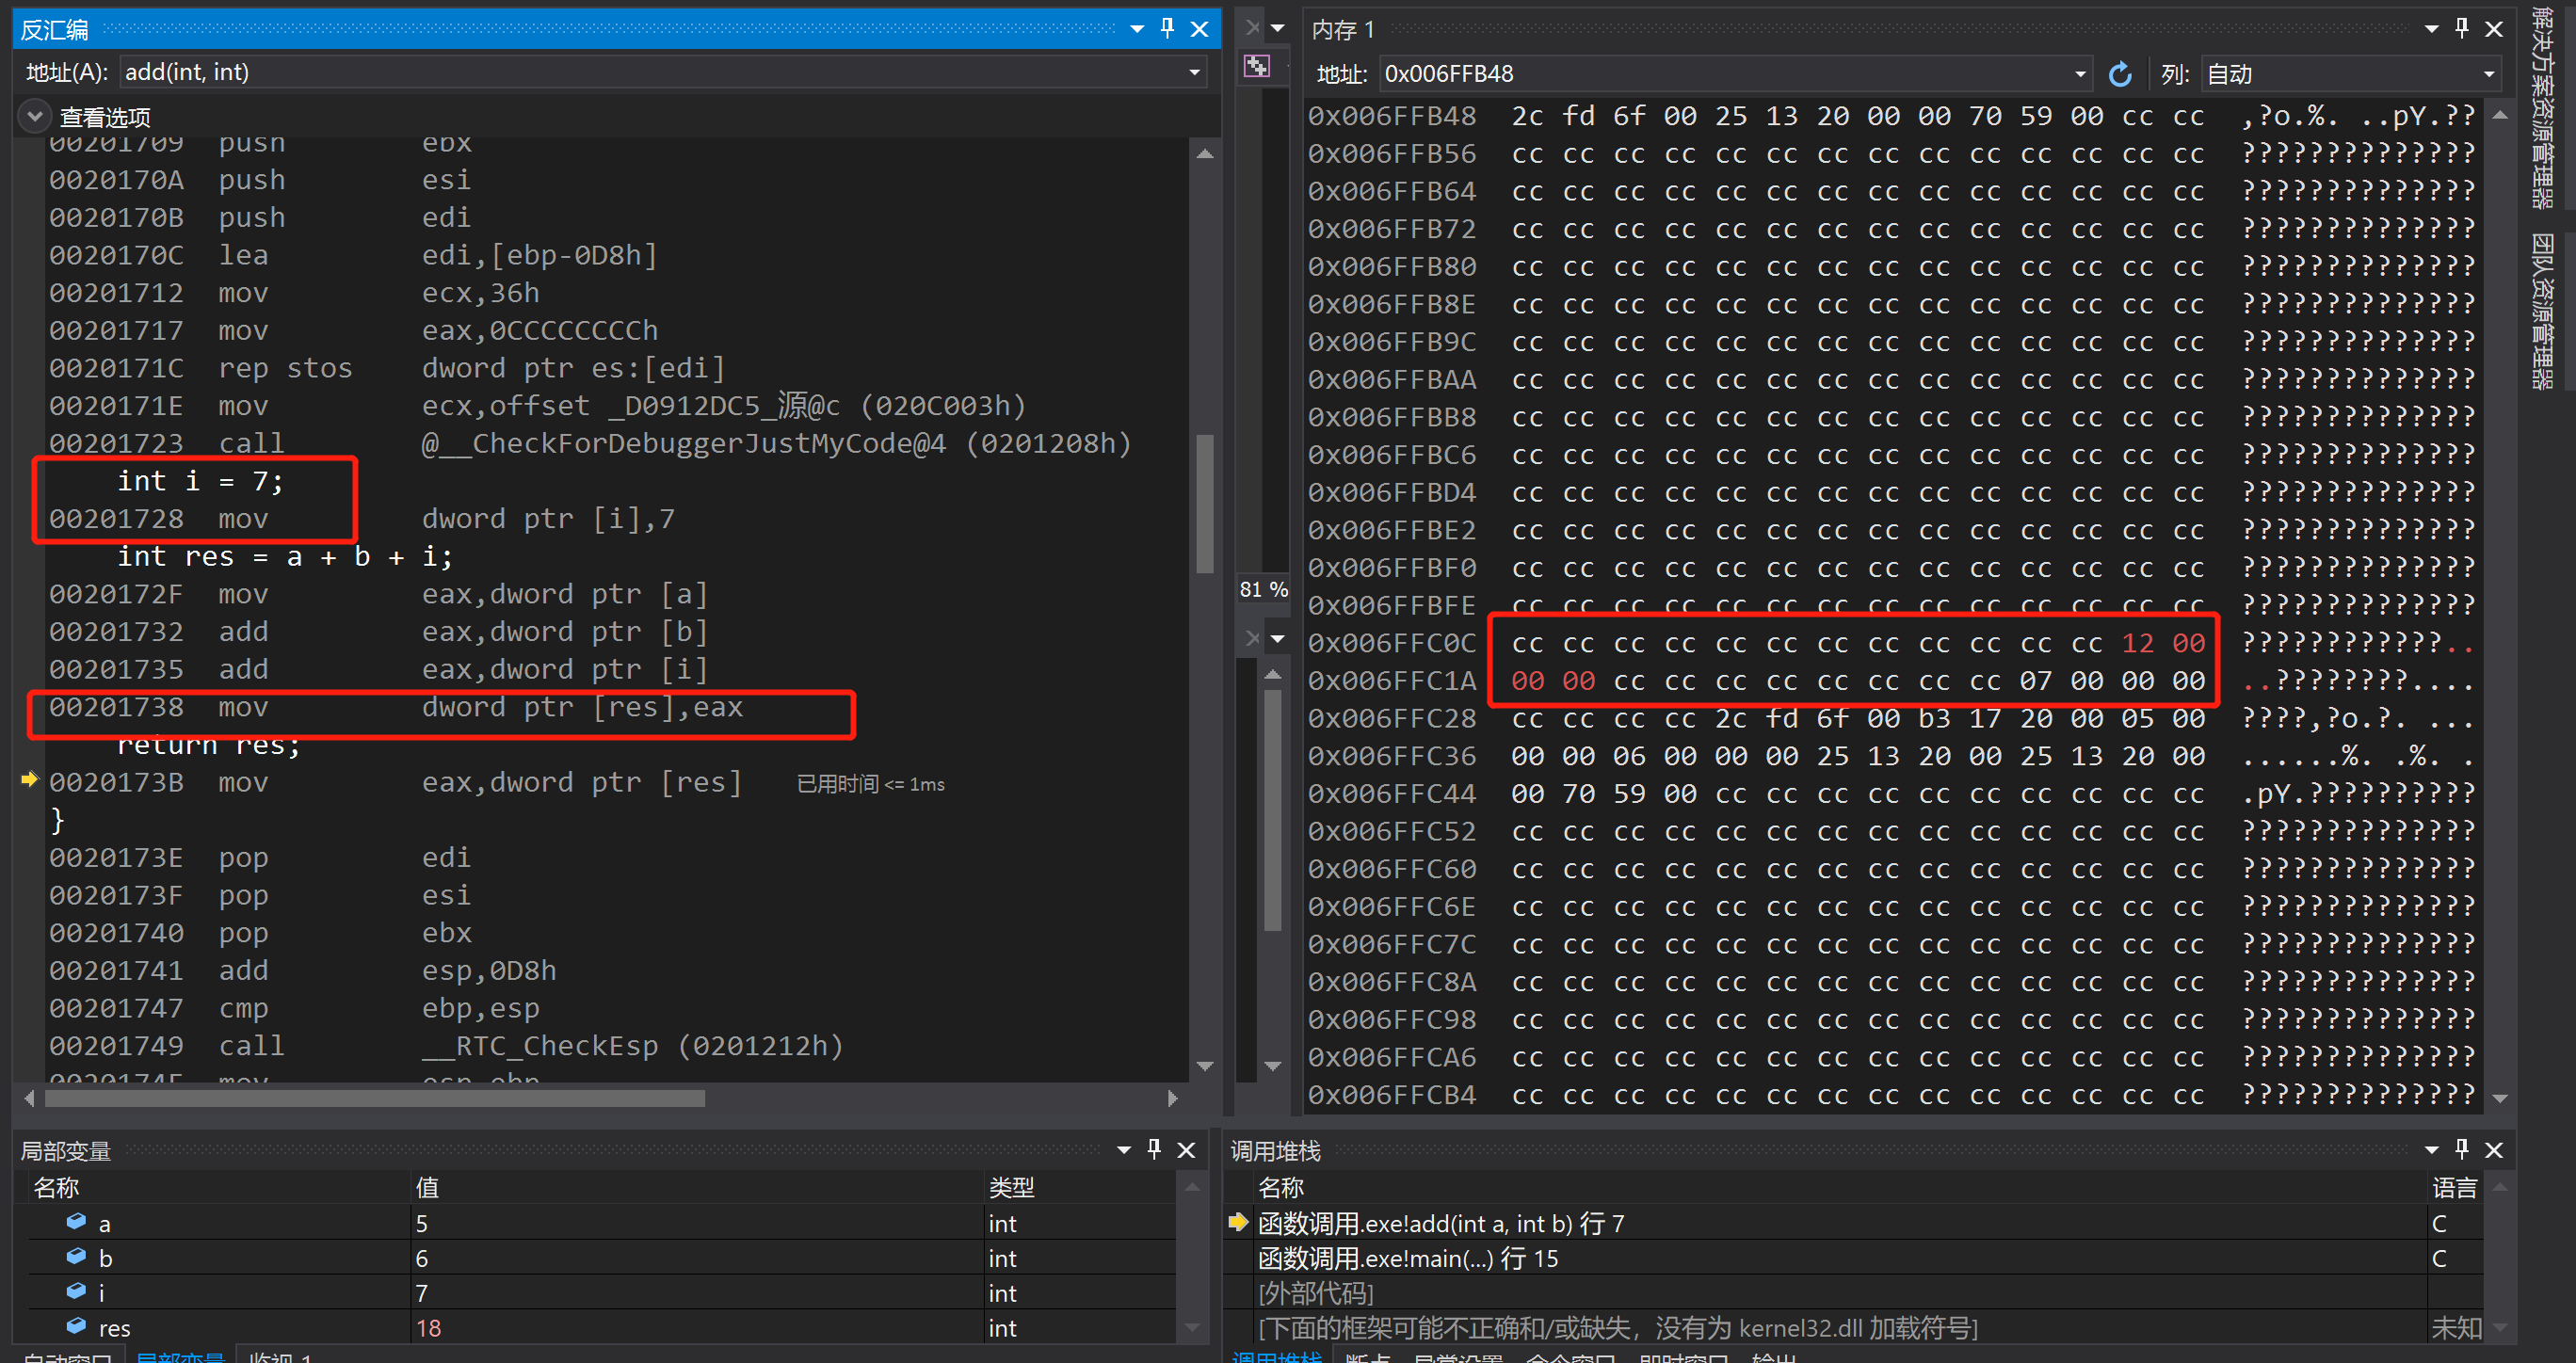 反汇编
地址(A): add(int, int)
查看选项
00201709 push ebx
0020170A push esi
0020170B push edi
0020170C lea edi,[ebp-0D8h]
00201712 mov ecx,36h
00201717 mov eax,0CCCCCCCCh
0020171C rep stos dword ptr es:[edi]
0020171E mov ecx,offset _D0912DC5_源@c (020C003h)
00201723 call @__CheckForDebuggerJustMyCode@4 (0201208h)
int i = 7;
00201728 mov dword ptr [i],7
int res = a + b + i;
0020172F mov eax,dword ptr [a]
00201732 add eax,dword ptr [b]
00201735 add eax,dword ptr [i]
00201738 mov dword ptr [res],eax
return res;
0020173B mov eax,dword ptr [res] 已用时间 <= 1ms
}
0020173E pop edi
0020173F pop esi
00201740 pop ebx
00201741 add esp,0D8h
00201747 cmp ebp,esp
00201749 call __RTC_CheckEsp (0201212h)
81 %
内存 1
地址: 0x006FFB48 列: 自动
0x006FFB48 2c fd 6f 00 25 13 20 00 00 70 59 00 cc cc ,?o.%. ..pY.??
0x006FFB56 cc cc cc cc cc cc cc cc cc cc cc cc cc cc ??????????????
0x006FFB64 cc cc cc cc cc cc cc cc cc cc cc cc cc cc ??????????????
0x006FFB72 cc cc cc cc cc cc cc cc cc cc cc cc cc cc ??????????????
0x006FFB80 cc cc cc cc cc cc cc cc cc cc cc cc cc cc ??????????????
0x006FFB8E cc cc cc cc cc cc cc cc cc cc cc cc cc cc ??????????????
0x006FFB9C cc cc cc cc cc cc cc cc cc cc cc cc cc cc ??????????????
0x006FFBAA cc cc cc cc cc cc cc cc cc cc cc cc cc cc ??????????????
0x006FFBB8 cc cc cc cc cc cc cc cc cc cc cc cc cc cc ??????????????
0x006FFBC6 cc cc cc cc cc cc cc cc cc cc cc cc cc cc ??????????????
0x006FFBD4 cc cc cc cc cc cc cc cc cc cc cc cc cc cc ??????????????
0x006FFBE2 cc cc cc cc cc cc cc cc cc cc cc cc cc cc ??????????????
0x006FFBF0 cc cc cc cc cc cc cc cc cc cc cc cc cc cc ??????????????
0x006FFBFE cc cc cc cc cc cc cc cc cc cc cc cc cc cc ??????????????
0x006FFC0C cc cc cc cc cc cc cc cc cc cc cc cc 12 00 ????????????..
0x006FFC1A 00 00 cc cc cc cc cc cc cc cc 07 00 00 00 ..????????....
0x006FFC28 cc cc cc cc 2c fd 6f 00 b3 17 20 00 05 00 ????,?o.?. ...
0x006FFC36 00 00 06 00 00 00 25 13 20 00 25 13 20 00 ......%. .%. .
0x006FFC44 00 70 59 00 cc cc cc cc cc cc cc cc cc cc .pY.??????????
0x006FFC52 cc cc cc cc cc cc cc cc cc cc cc cc cc cc ??????????????
0x006FFC60 cc cc cc cc cc cc cc cc cc cc cc cc cc cc ??????????????
0x006FFC6E cc cc cc cc cc cc cc cc cc cc cc cc cc cc ??????????????
0x006FFC7C cc cc cc cc cc cc cc cc cc cc cc cc cc cc ??????????????
0x006FFC8A cc cc cc cc cc cc cc cc cc cc cc cc cc cc ??????????????
0x006FFC98 cc cc cc cc cc cc cc cc cc cc cc cc cc cc ??????????????
0x006FFCA6 cc cc cc cc cc cc cc cc cc cc cc cc cc cc ??????????????
0x006FFCB4 cc cc cc cc cc cc cc cc cc cc cc cc cc cc ??????????????
解决方案资源管理器
团队资源管理器
局部变量
名称 值 类型
a 5 int
b 6 int
i 7 int
res 18 int
自动窗口 局部变量 监视 1
调用堆栈
名称 语言
函数调用.exe!add(int a, int b) 行 7 C
函数调用.exe!main(...) 行 15 C
[外部代码]
[下面的框架可能不正确和/或缺失，没有为 kernel32.dll 加载符号] 未知
调用堆栈 断点 异常设置 命令窗口 即时窗口 输出